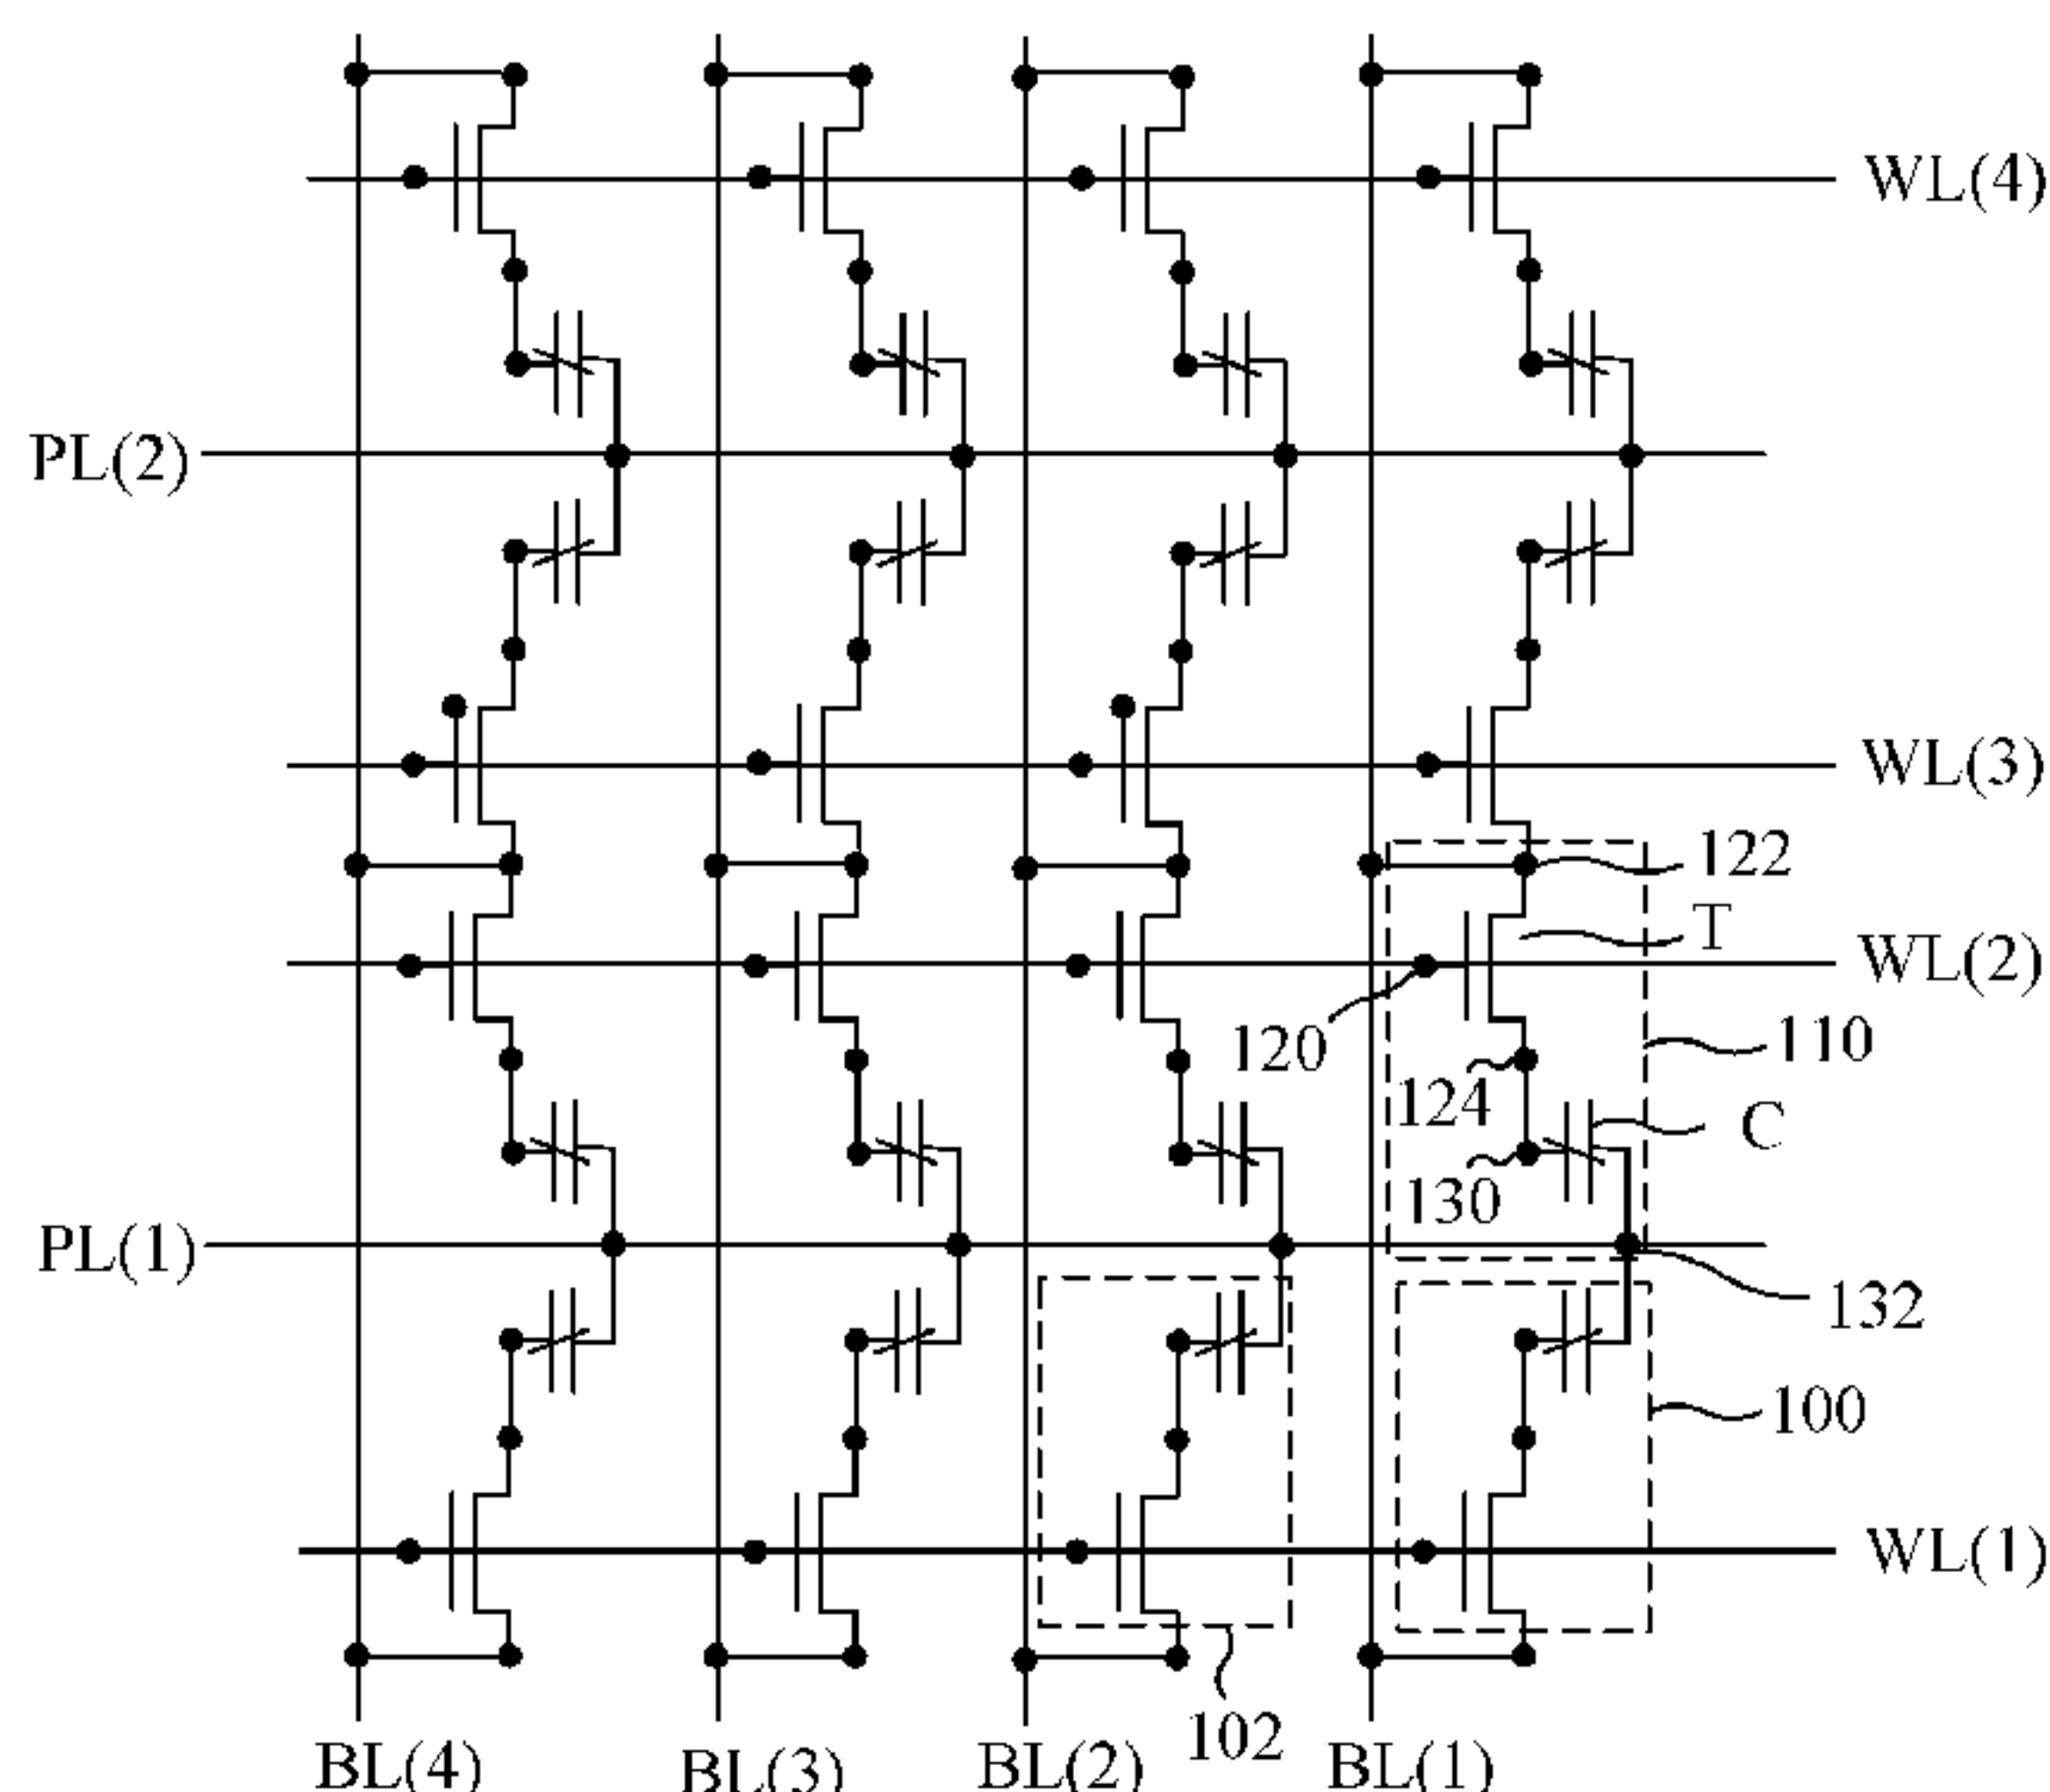 WL(4)
PL(2)
WL(3)
122
T
WL(2)
120
110
124
C
130
PL(1)
132
100
WL(1)
102
BL(4)
BL(3)
BL(2)
BL(1)